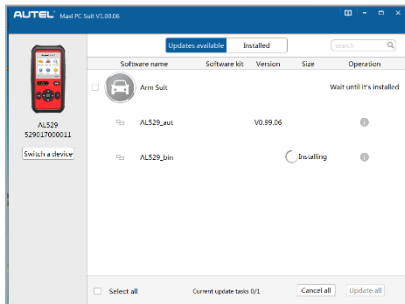 AUTEL Maxi PC Suit V1.00.06
Updates available Installed
search
Software name Software kit Version Size Operation
Arm Suit Wait until it's installed
AL529
529017000011
Switch a device
AL529_aut V0.99.06
AL529_bin Installing
Select all Current update tasks 0/1 Cancel all Update all